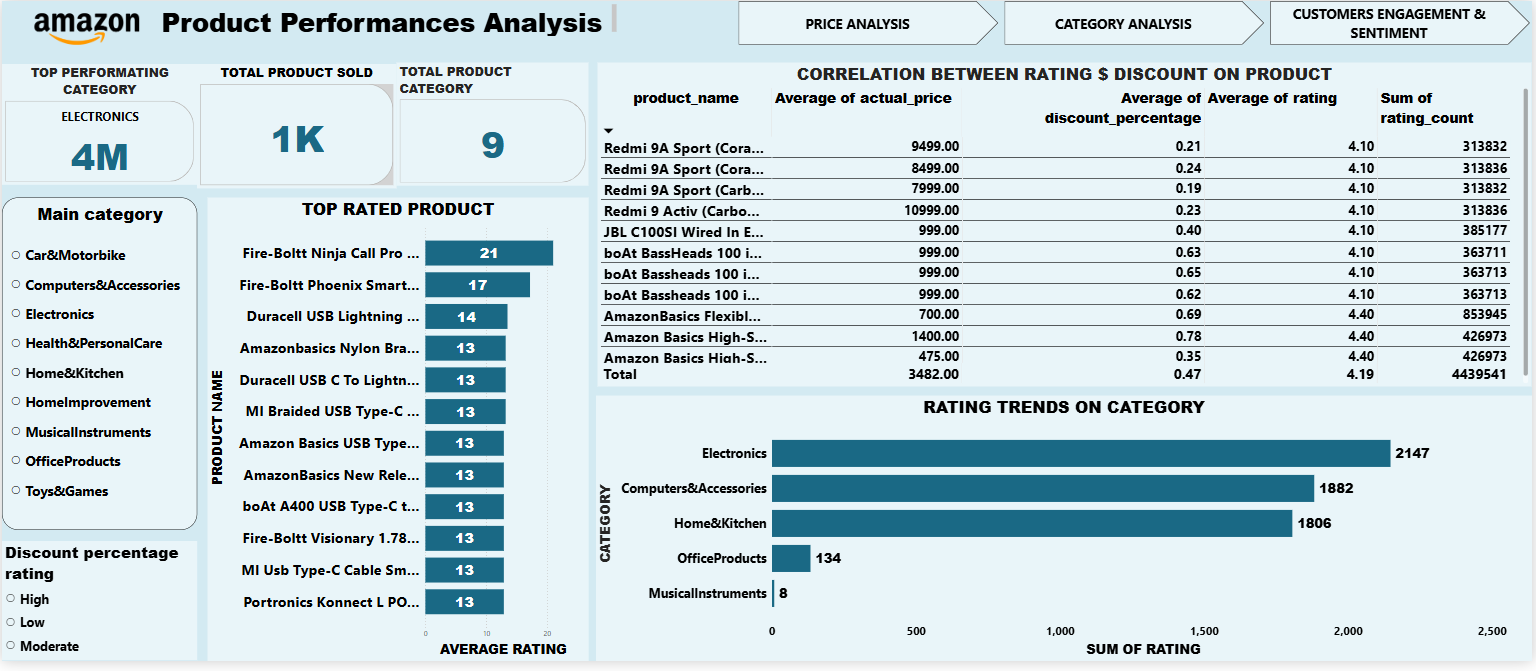 amazon
Product Performances Analysis
PRICE ANALYSIS
CATEGORY ANALYSIS
CUSTOMERS ENGAGEMENT &
SENTIMENT
TOP PERFORMATING
CATEGORY
ELECTRONICS
4M
TOTAL PRODUCT SOLD
1K
TOTAL PRODUCT
CATEGORY
9
Main category
Car&Motorbike
Computers&Accessories
Electronics
Health&PersonalCare
Home&Kitchen
HomeImprovement
MusicalInstruments
OfficeProducts
Toys&Games
Discount percentage
rating
High
Low
Moderate
TOP RATED PRODUCT
PRODUCT NAME
Fire-Boltt Ninja Call Pro ... 21
Fire-Boltt Phoenix Smart... 17
Duracell USB Lightning ... 14
Amazonbasics Nylon Bra... 13
Duracell USB C To Lightn... 13
MI Braided USB Type-C ... 13
Amazon Basics USB Type... 13
AmazonBasics New Rele... 13
boAt A400 USB Type-C t... 13
Fire-Boltt Visionary 1.78... 13
MI Usb Type-C Cable Sm... 13
Portronics Konnect L PO... 13
0 10 20
AVERAGE RATING
CORRELATION BETWEEN RATING $ DISCOUNT ON PRODUCT
product_name Average of actual_price Average of Average of rating Sum of
discount_percentage rating_count
Redmi 9A Sport (Cora... 9499.00 0.21 4.10 313832
Redmi 9A Sport (Cora... 8499.00 0.24 4.10 313836
Redmi 9A Sport (Carb... 7999.00 0.19 4.10 313832
Redmi 9 Activ (Carbo... 10999.00 0.23 4.10 313836
JBL C100SI Wired In E... 999.00 0.40 4.10 385177
boAt BassHeads 100 i... 999.00 0.63 4.10 363711
boAt Bassheads 100 i... 999.00 0.65 4.10 363713
boAt Bassheads 100 i... 999.00 0.62 4.10 363713
AmazonBasics Flexibl... 700.00 0.69 4.40 853945
Amazon Basics High-S... 1400.00 0.78 4.40 426973
Amazon Basics High-S... 475.00 0.35 4.40 426973
Total 3482.00 0.47 4.19 4439541
RATING TRENDS ON CATEGORY
CATEGORY
Electronics 2147
Computers&Accessories 1882
Home&Kitchen 1806
OfficeProducts 134
MusicalInstruments 8
0 500 1,000 1,500 2,000 2,500
SUM OF RATING